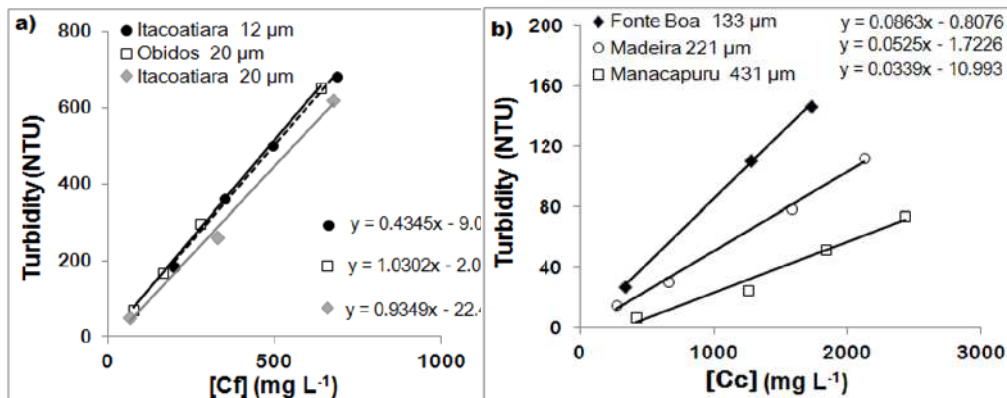 a)
Itacoatiara 12 µm
Obidos 20 µm
Itacoatiara 20 µm
800
600
400
200
0
Turbidity (NTU)
y = 0.4345x - 9.0
y = 1.0302x - 2.0
y = 0.9349x - 22.4
0 500 1000
[Cf] (mg L-1)
b)
Fonte Boa 133 µm y = 0.0863x - 0.8076
Madeira 221 µm y = 0.0525x - 1.7226
Manacapuru 431 µm y = 0.0339x - 10.993
200
160
120
80
40
0
Turbidity (NTU)
0 1000 2000 3000
[Cc] (mg L-1)